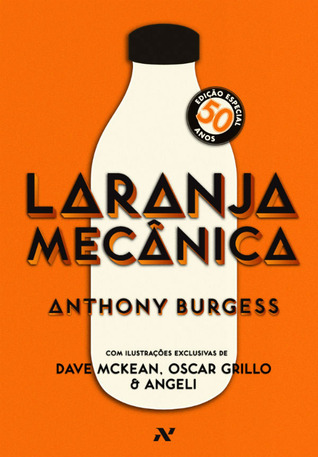 EDIÇÃO ESPECIAL
50
ANOS
LARANJA
MECÂNICA
ANTHONY BURGESS
COM ILUSTRAÇÕES EXCLUSIVAS DE
DAVE MCKEAN, OSCAR GRILLO
& ANGELI